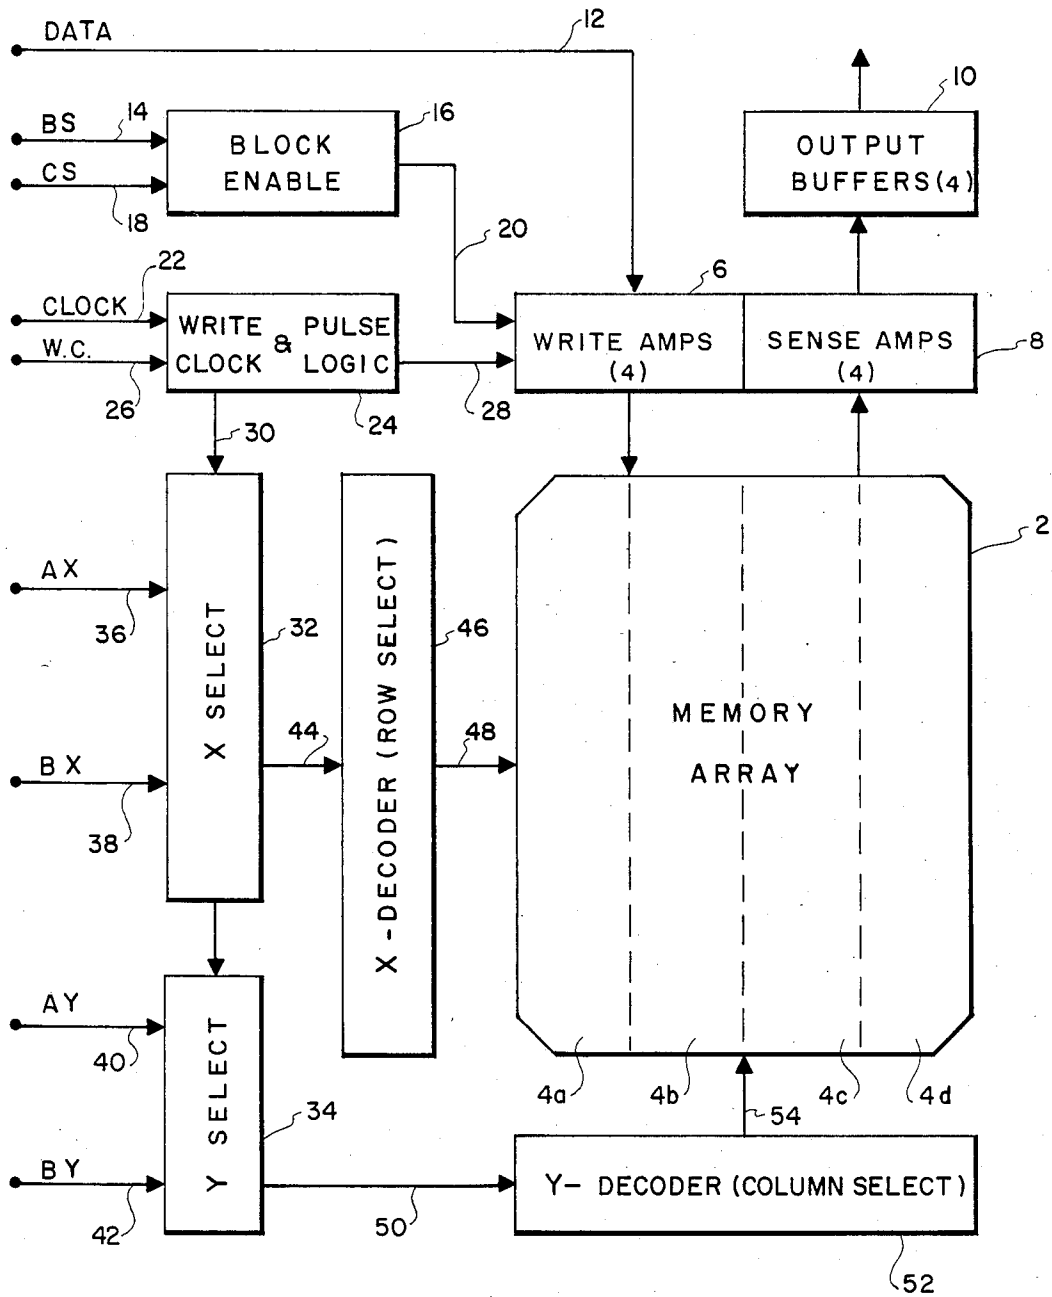 DATA
12
10
BS
14
16
BLOCK
ENABLE
OUTPUT
BUFFERS (4)
CS
18
20
22
6
CLOCK
WRITE & PULSE
CLOCK LOGIC
WRITE AMPS
(4)
SENSE AMPS
(4)
8
W.C.
26
24
28
30
2
AX
36
32
46
X SELECT
X-DECODER (ROW SELECT)
MEMORY
ARRAY
44
48
BX
38
AY
40
4a
4b
4c
4d
54
34
Y SELECT
BY
42
50
Y- DECODER (COLUMN SELECT)
52